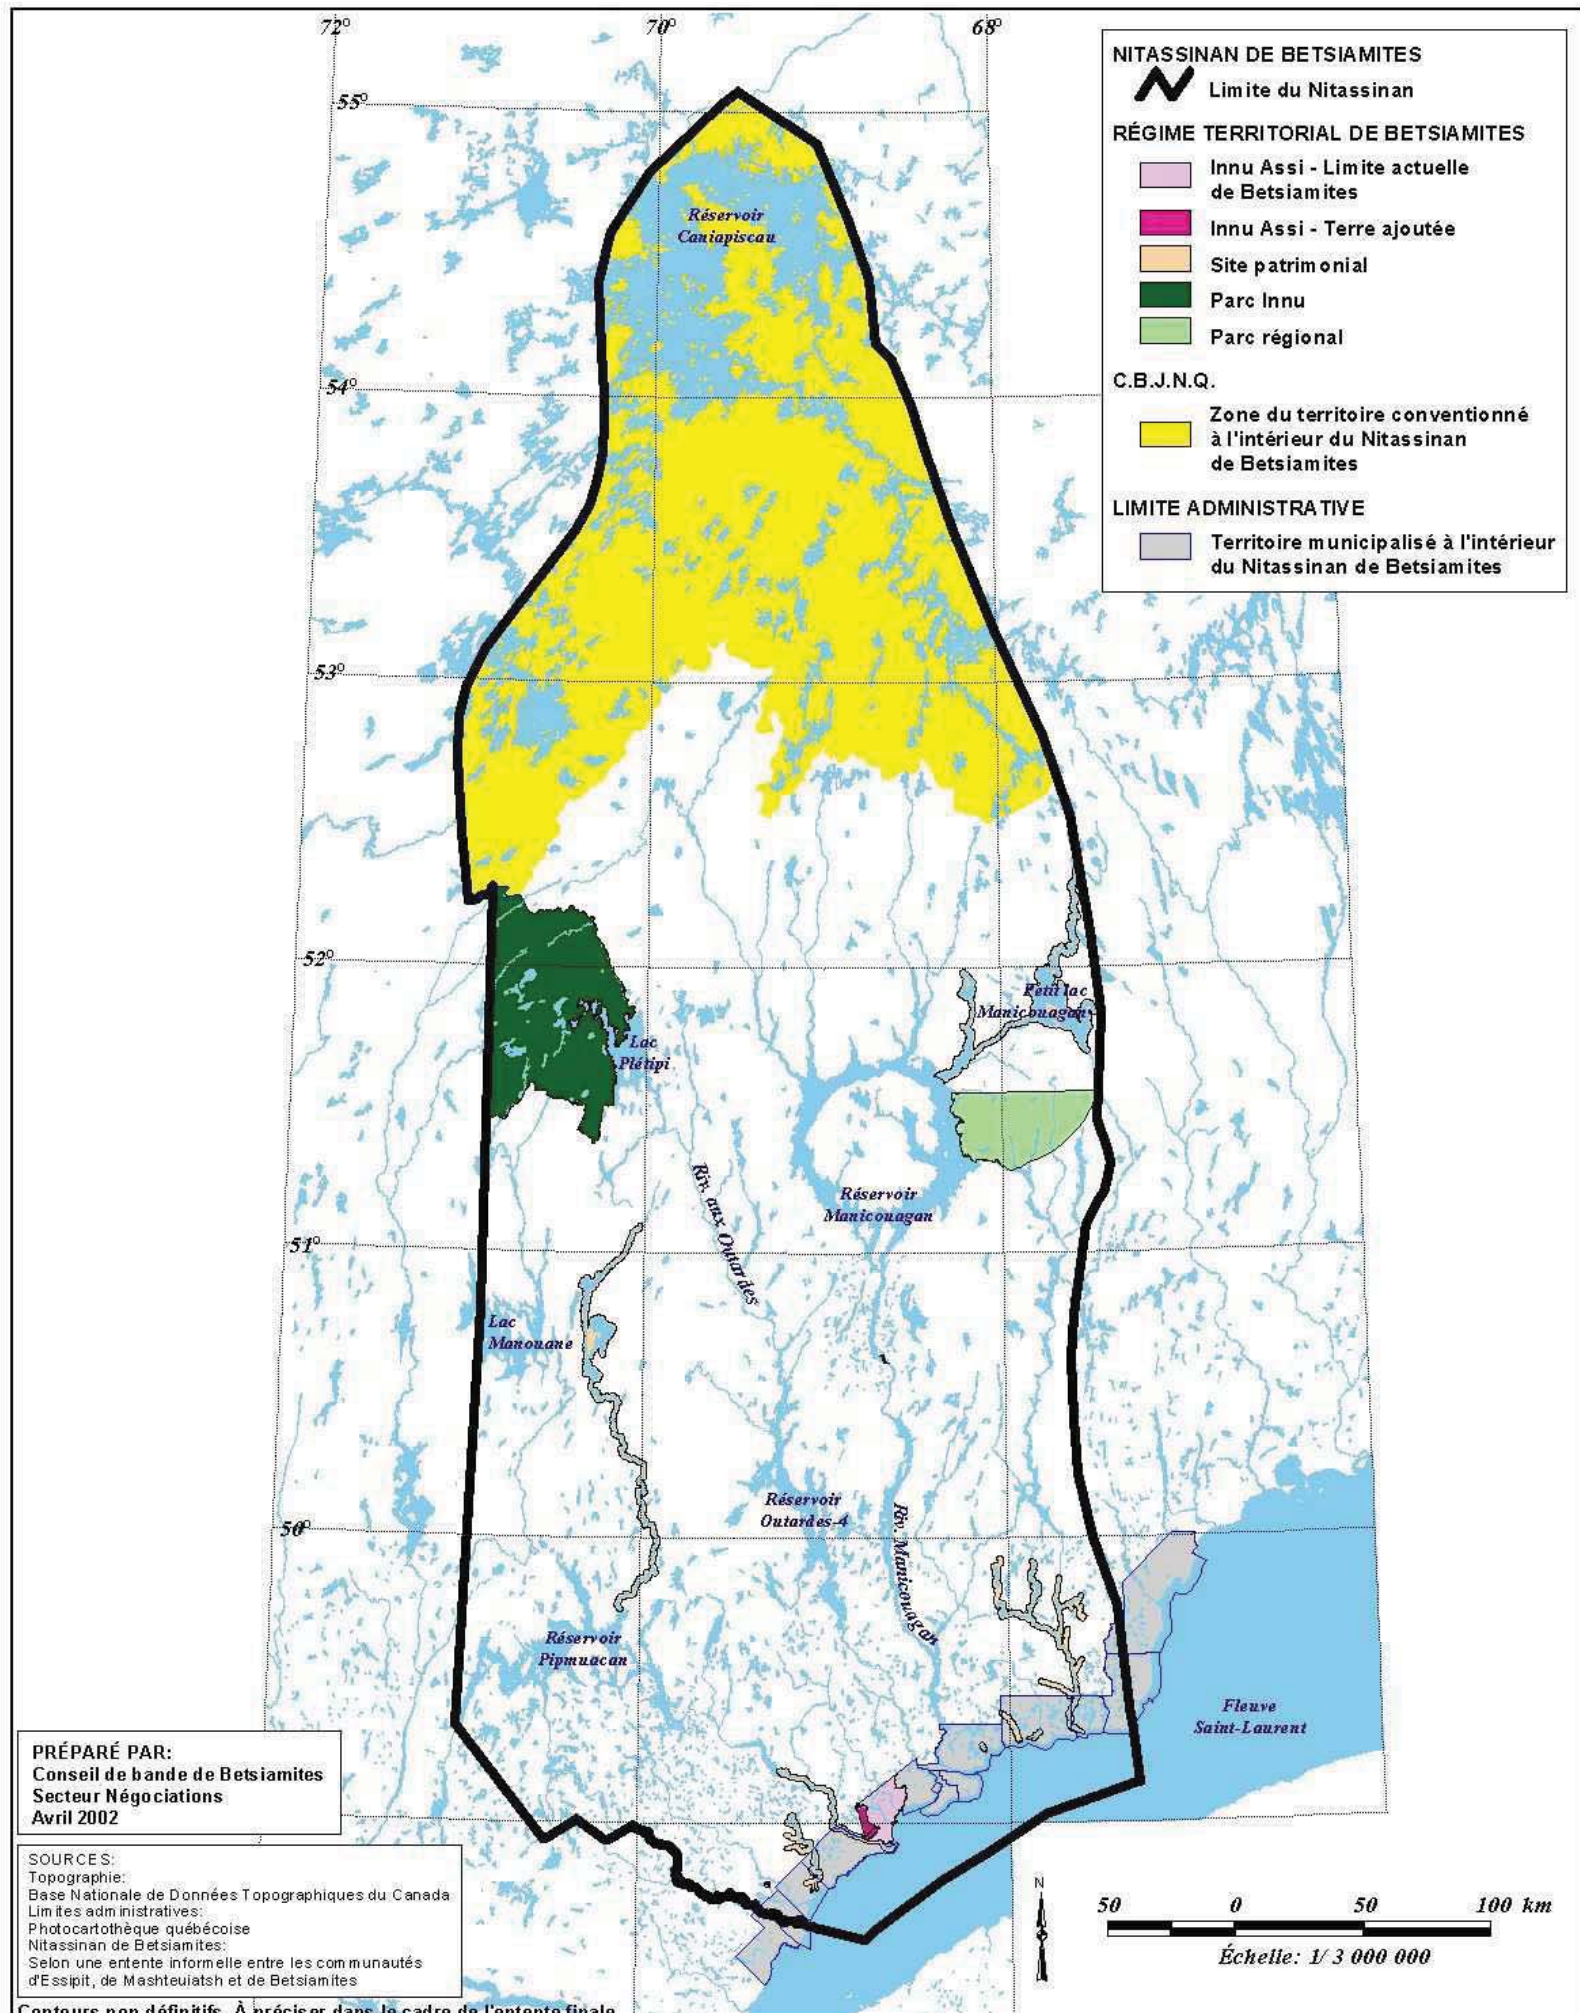 72°
70°
68°
55°
54°
53°
52°
51°
50°
NITASSINAN DE BETSIAMITES
Limite du Nitassinan
RÉGIME TERRITORIAL DE BETSIAMITES
Innu Assi - Limite actuelle
de Betsiamites
Innu Assi - Terre ajoutée
Site patrimonial
Parc Innu
Parc régional
C.B.J.N.Q.
Zone du territoire conventionné
à l'intérieur du Nitassinan
de Betsiamites
LIMITE ADMINISTRATIVE
Territoire municipalisé à l'intérieur
du Nitassinan de Betsiamites
Réservoir
Caniapiscau
Petit lac
Manicouagan
Lac
Plétipi
Riv. aux Outardes
Réservoir
Manicouagan
Lac
Manouane
Réservoir
Outardes-4
Riv. Manicouagan
Réservoir
Pipmuacan
Fleuve
Saint-Laurent
PRÉPARÉ PAR:
Conseil de bande de Betsiamites
Secteur Négociations
Avril 2002
SOURCES:
Topographie:
Base Nationale de Données Topographiques du Canada
Limites administratives:
Photocartothèque québécoise
Nitassinan de Betsiamites:
Selon une entente informelle entre les communautés
d'Essipit, de Mashteuiatsh et de Betsiamites
N
50 0 50 100 km
Échelle: 1/ 3 000 000
Contours non définitifs. À préciser dans le cadre de l'entente finale